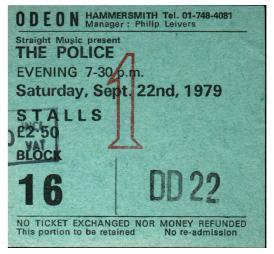 ODEON HAMMERSMITH Tel. 01-748-4081
Manager : Philip Leivers
Straight Music present
THE POLICE
EVENING 7-30 p.m.
Saturday, Sept. 22nd, 1979
1
STALLS
£2·50
INCL
VAT
BLOCK
16
DD 22
NO TICKET EXCHANGED NOR MONEY REFUNDED
This portion to be retained No re-admission